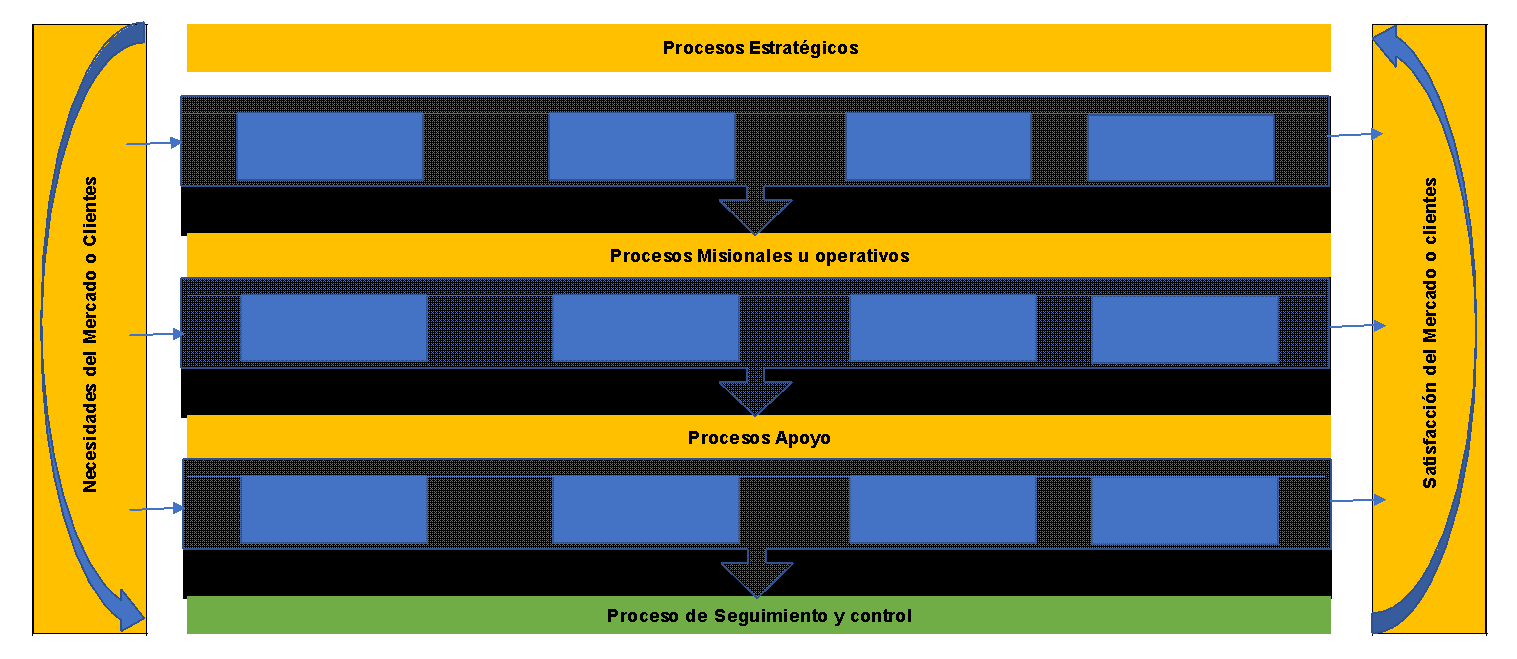 Procesos Estratégicos
Necesidades del Mercado o Clientes
Procesos Misionales u operativos
Procesos Apoyo
Proceso de Seguimiento y control
Satisfacción del Mercado o clientes